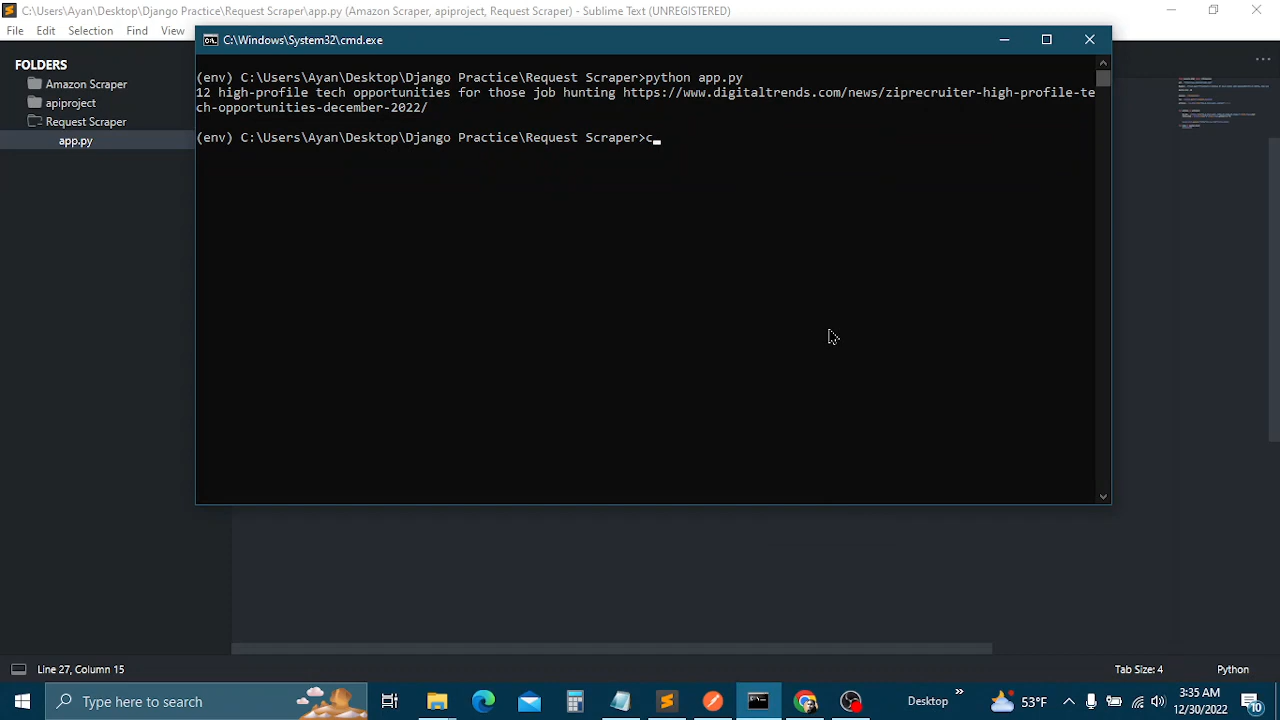 C:\Users\Ayan\Desktop\Django Practice\Request Scraper\app.py (Amazon Scraper, apiproject, Request Scraper) - Sublime Text (UNREGISTERED)
File Edit Selection Find View
C:\Windows\System32\cmd.exe
FOLDERS
Amazon Scraper
apiproject
Request Scraper
app.py
(env) C:\Users\Ayan\Desktop\Django Practice\Request Scraper>python app.py
12 high-profile tech opportunities for some job hunting https://www.digitaltrends.com/news/ziprecruiter-high-profile-te
ch-opportunitiesdecember-2022/
(env) C:\Users\Ayan\Desktop\Django Practice\Request Scraper>c
Line 27, Column 15
Tab Size: 4
Python
Type here to search
Desktop
53°F
3:35 AM
12/30/2022
10